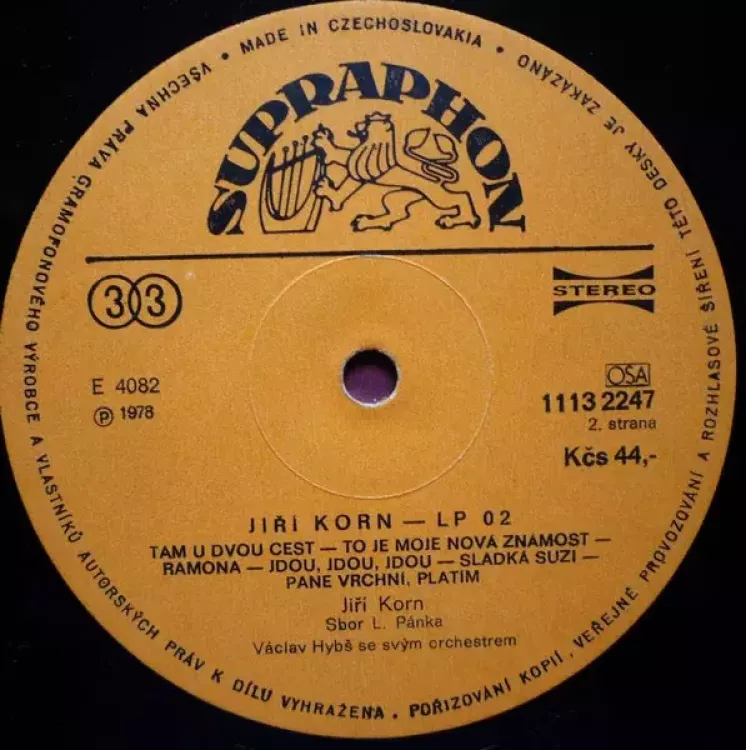 VŠECHNA PRÁVA GRAMOFONOVÉHO VÝROBCE A VLASTNÍKŮ AUTORSKÝCH PRÁV K DÍLU VYHRAŽENA • POŘIZOVÁNÍ KOPIÍ, VEŘEJNÉ PROVOZOVÁNÍ A ROZHLASOVÉ ŠÍŘENÍ TÉTO DESKY JE ZAKÁZÁNO • MADE IN CZECHOSLOVAKIA •
SUPRAPHON
33
STEREO
E 4082
Ⓟ 1978
OSA
1113 2247
2. strana
Kčs 44,-
JIŘÍ KORN — LP 02
TAM U DVOU CEST — TO JE MOJE NOVÁ ZNÁMOST —
RAMONA — JDOU, JDOU, JDOU — SLADKÁ SUZI —
PANE VRCHNÍ, PLATÍM
Jiří Korn
Sbor L. Pánka
Václav Hybš se svým orchestrem